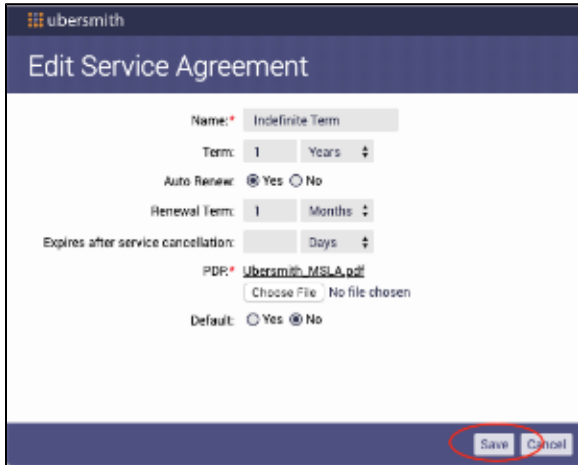 ubersmith
Edit Service Agreement
Name:* Indefinite Term
Term: 1 Years
Auto Renew: Yes No
Renewal Term: 1 Months
Expires after service cancellation: Days
PDF:* Ubersmith_MSLA.pdf
Choose File No file chosen
Default: Yes No
Save Cancel